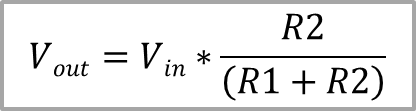 V_out = V_in * R2 / (R1 + R2)